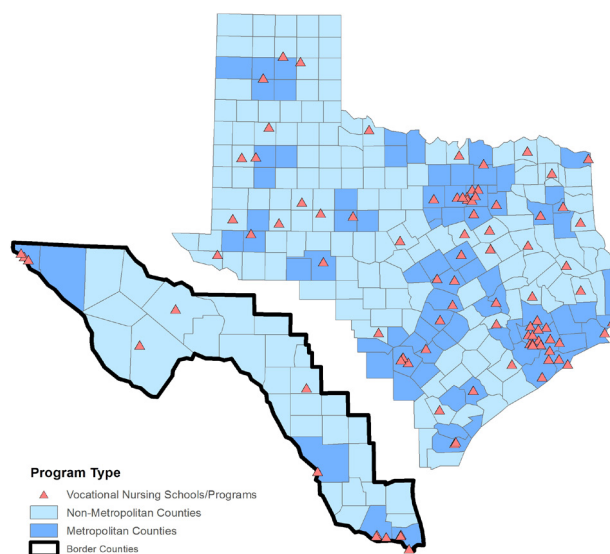 Program Type
Vocational Nursing Schools/Programs
Non-Metropolitan Counties
Metropolitan Counties
Border Counties